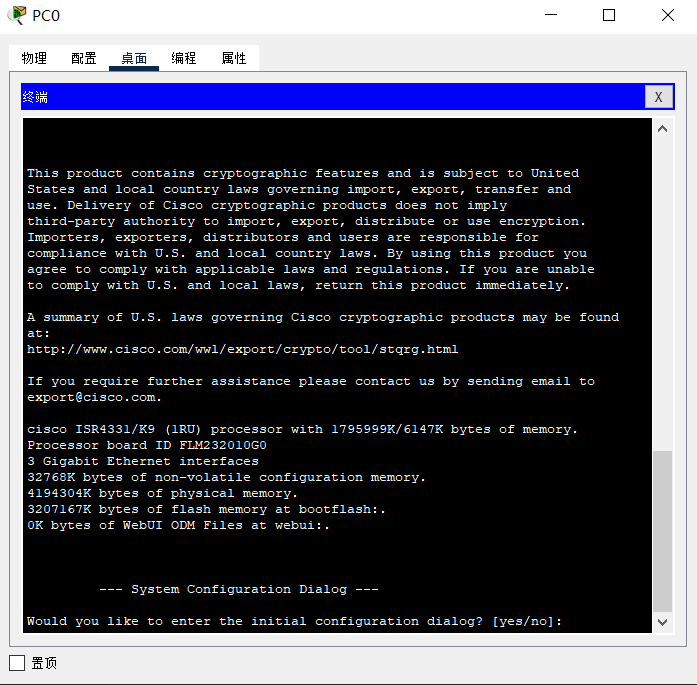 PC0
物理 配置 桌面 编程 属性
终端 X
This product contains cryptographic features and is subject to United
States and local country laws governing import, export, transfer and
use. Delivery of Cisco cryptographic products does not imply
third-party authority to import, export, distribute or use encryption.
Importers, exporters, distributors and users are responsible for
compliance with U.S. and local country laws. By using this product you
agree to comply with applicable laws and regulations. If you are unable
to comply with U.S. and local laws, return this product immediately.
A summary of U.S. laws governing Cisco cryptographic products may be found
at:
http://www.cisco.com/wwl/export/crypto/tool/stqrg.html
If you require further assistance please contact us by sending email to
export@cisco.com.
cisco ISR4331/K9 (1RU) processor with 1795999K/6147K bytes of memory.
Processor board ID FLM232010G0
3 Gigabit Ethernet interfaces
32768K bytes of non-volatile configuration memory.
4194304K bytes of physical memory.
3207167K bytes of flash memory at bootflash:.
0K bytes of WebUI ODM Files at webui:.
--- System Configuration Dialog ---
Would you like to enter the initial configuration dialog? [yes/no]:
置顶